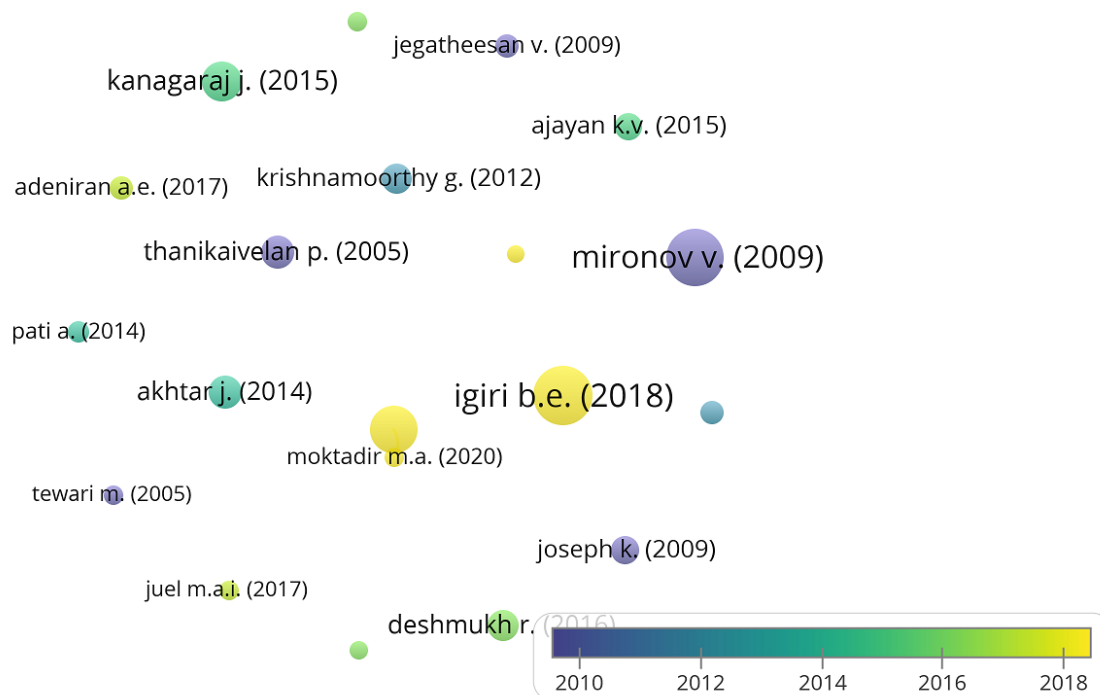 jegatheesan v. (2009)
kanagaraj j. (2015)
ajayan k.v. (2015)
adeniran a.e. (2017)
krishnamoorthy g. (2012)
thanikaivelan p. (2005)
mironov v. (2009)
pati a. (2014)
akhtar j. (2014)
igiri b.e. (2018)
moktadir m.a. (2020)
tewari m. (2005)
joseph k. (2009)
juel m.a.i. (2017)
deshmukh r. (2016)
2010 2012 2014 2016 2018